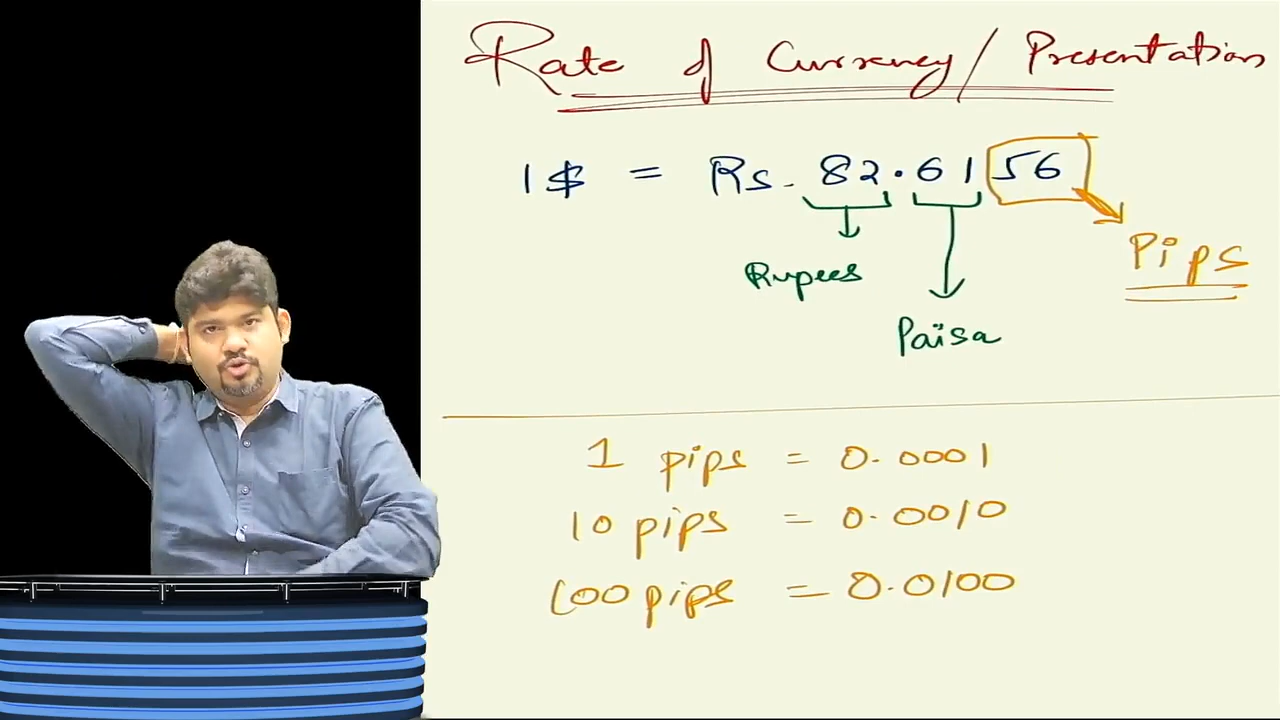 Rate of Currency/Presentation
1$ = Rs. 82.6156
Pips
Rupees
Paisa
1 pips = 0.0001
10 pips = 0.0010
100 pips = 0.0100